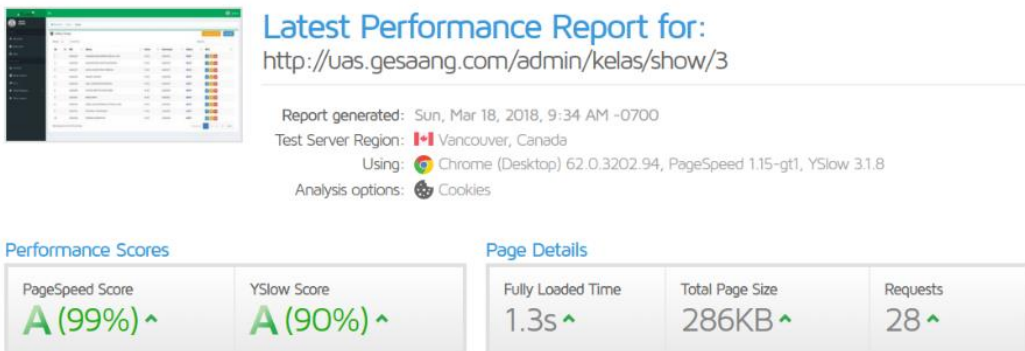 Latest Performance Report for:
http://uas.gesaang.com/admin/kelas/show/3
Report generated: Sun, Mar 18, 2018, 9:34 AM -0700
Test Server Region: Vancouver, Canada
Using: Chrome (Desktop) 62.0.3202.94, PageSpeed 1.15-gt1, YSlow 3.1.8
Analysis options: Cookies
Performance Scores
Page Details
PageSpeed Score
YSlow Score
Fully Loaded Time
Total Page Size
Requests
A (99%)
A (90%)
1.3s
286KB
28